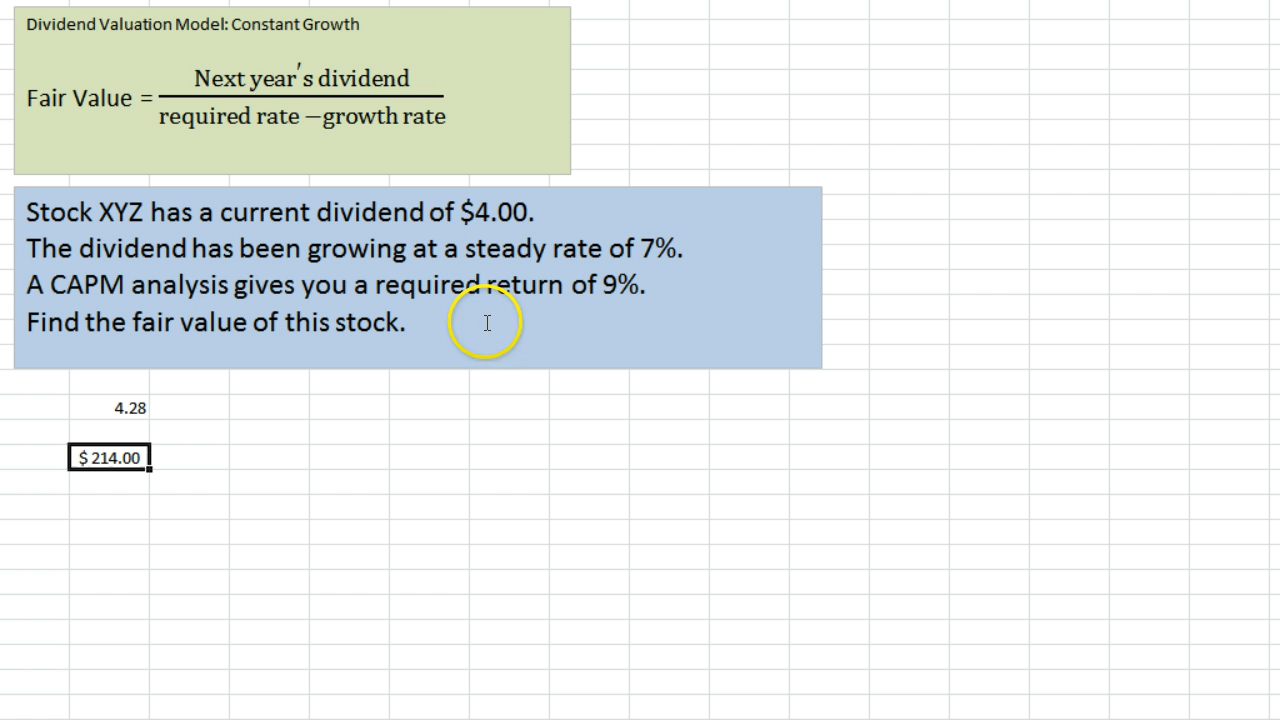 Dividend Valuation Model: Constant Growth
Next year's dividend
Fair Value =
required rate −growth rate
Stock XYZ has a current dividend of $4.00.
The dividend has been growing at a steady rate of 7%.
A CAPM analysis gives you a required return of 9%.
Find the fair value of this stock.
4.28
$ 214.00